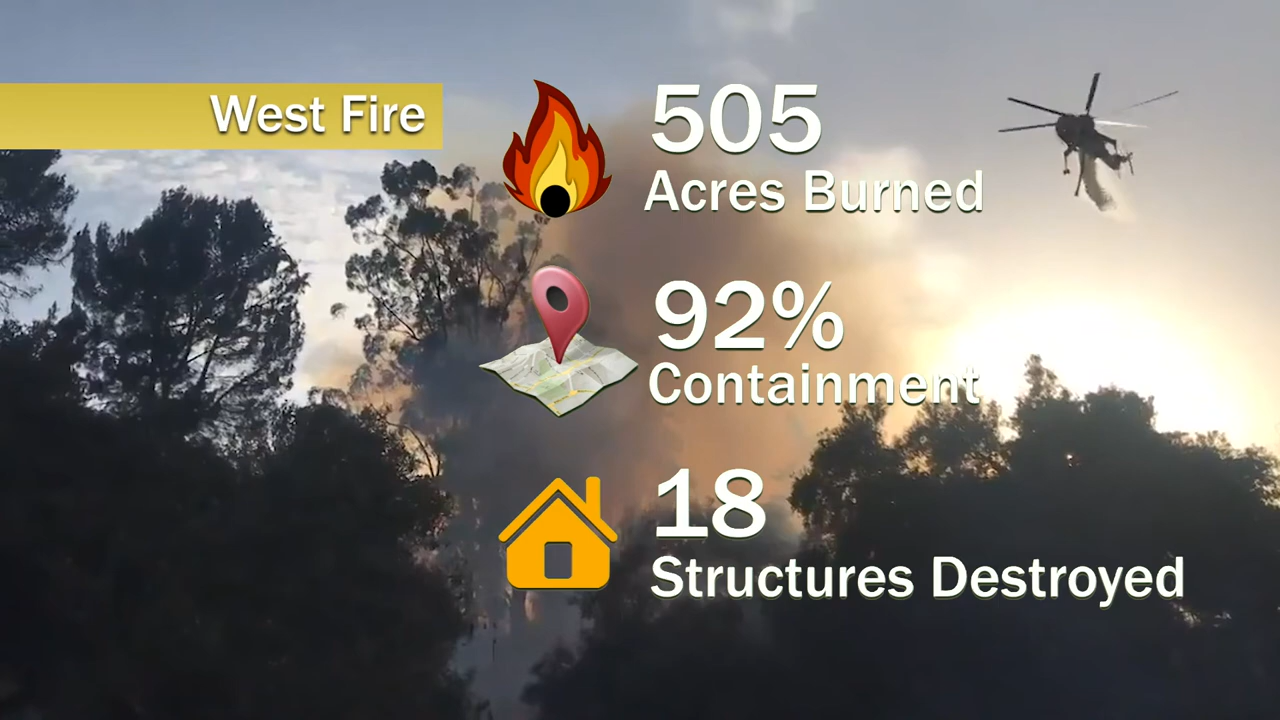 West Fire
505
Acres Burned
92%
Containment
18
Structures Destroyed